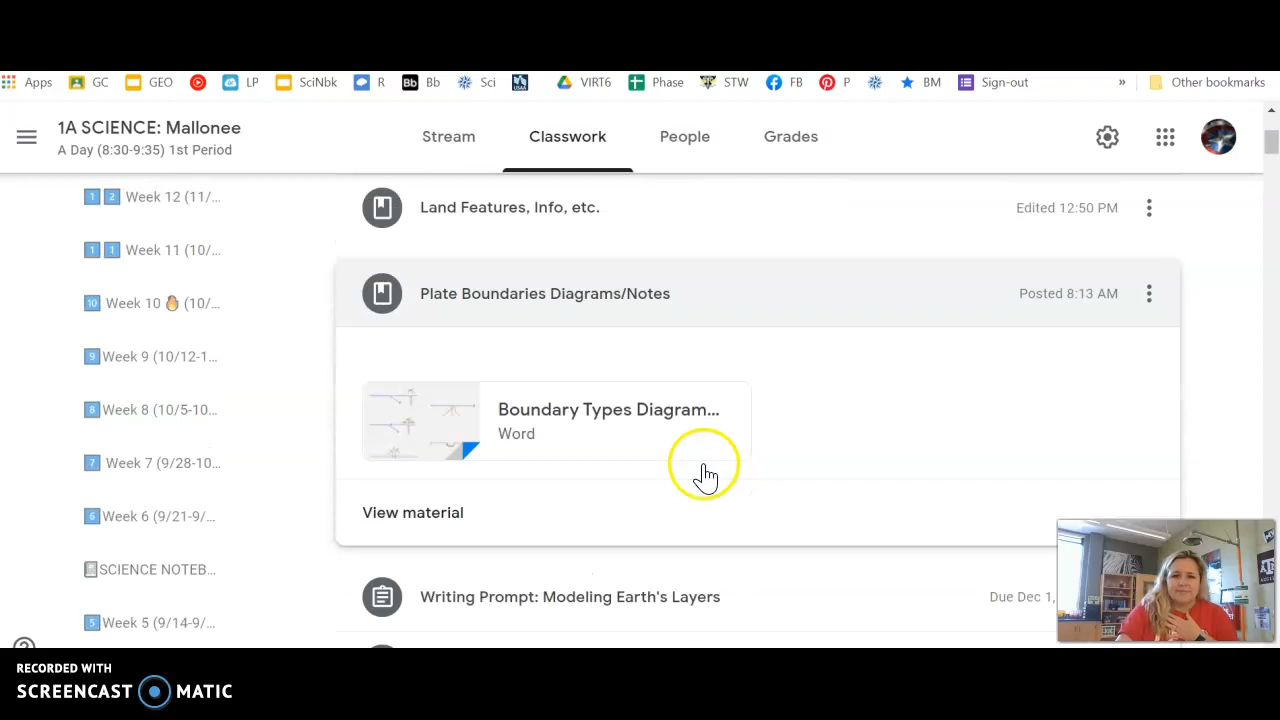 Apps GC GEO LP SciNbk R Bb Bb Sci VIRT6 Phase STW FB P BM Sign-out » Other bookmarks
1A SCIENCE: Mallonee
A Day (8:30-9:35) 1st Period
Stream Classwork People Grades
1 2 Week 12 (11/...
Land Features, Info, etc. Edited 12:50 PM
1 1 Week 11 (10/...
Plate Boundaries Diagrams/Notes Posted 8:13 AM
10 Week 10 (10/...
9 Week 9 (10/12-1...
8 Week 8 (10/5-10...
Boundary Types Diagram...
Word
7 Week 7 (9/28-10...
6 Week 6 (9/21-9/...
View material
SCIENCE NOTEB...
Writing Prompt: Modeling Earth's Layers Due Dec 1,
5 Week 5 (9/14-9/...
RECORDED WITH
SCREENCAST MATIC